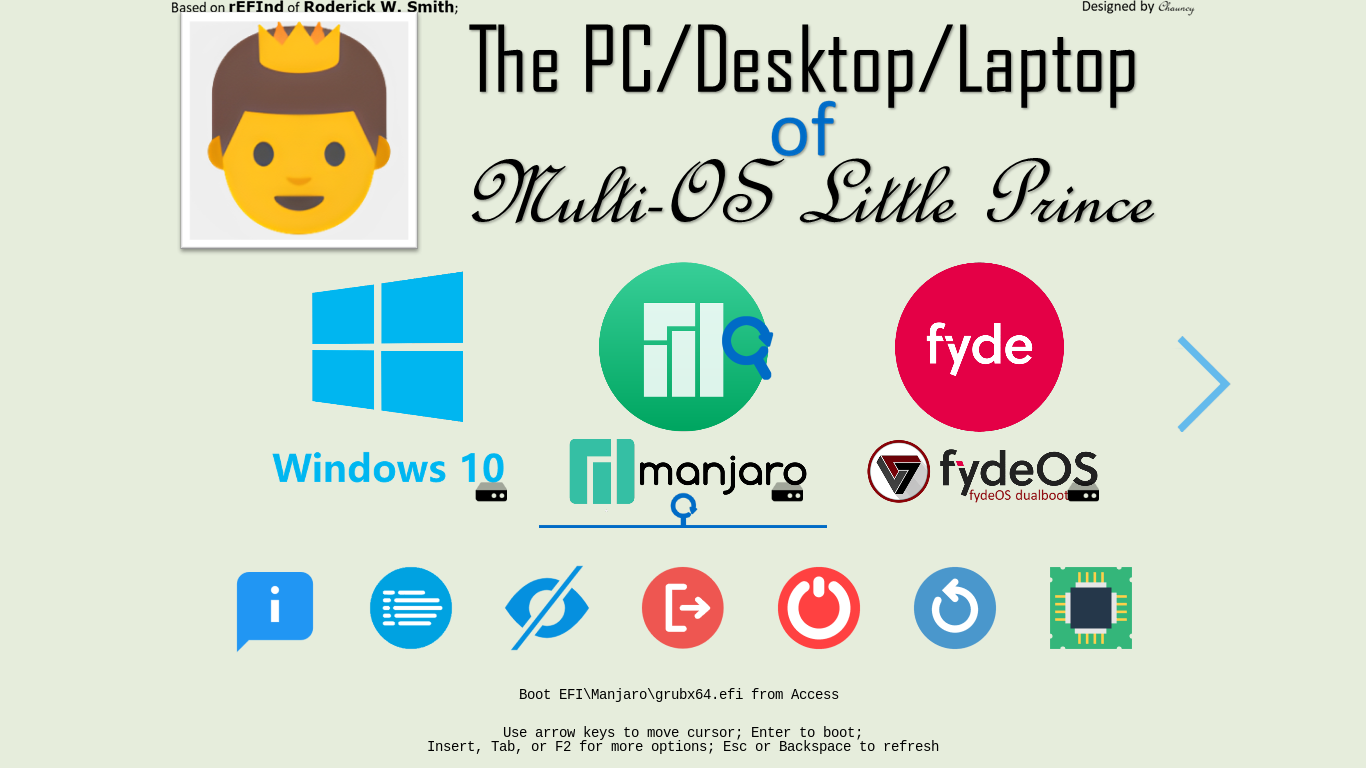 Based on rEFInd of Roderick W. Smith;
Designed by Chauncy
The PC/Desktop/Laptop
of
Multi-OS Little Prince
fyde
Windows 10
manjaro
fydeOS
fydeOS dualboot
Boot EFI\Manjaro\grubx64.efi from Access
Use arrow keys to move cursor; Enter to boot;
Insert, Tab, or F2 for more options; Esc or Backspace to refresh